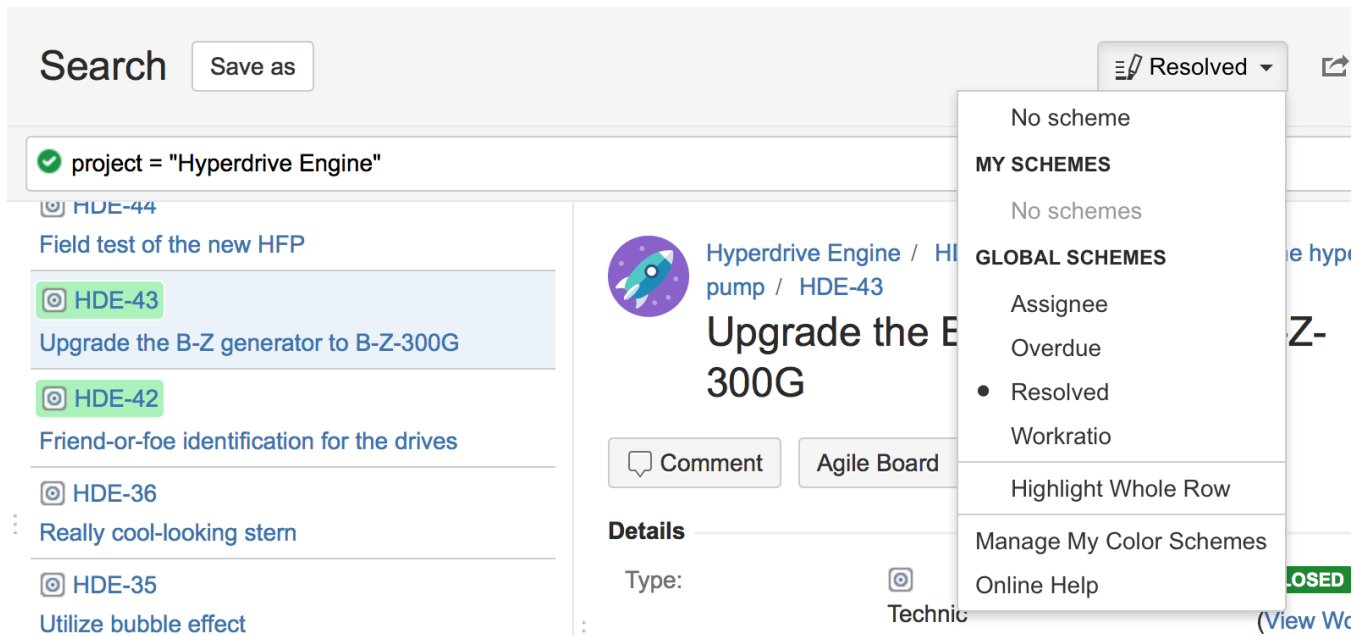 Search
Save as
Resolved
project = "Hyperdrive Engine"
HDE-44
Field test of the new HFP
HDE-43
Upgrade the B-Z generator to B-Z-300G
HDE-42
Friend-or-foe identification for the drives
HDE-36
Really cool-looking stern
HDE-35
Utilize bubble effect
Hyperdrive Engine /
pump / HDE-43
Upgrade the
Z-
300G
Comment
Agile Board
Details
Type:
Technic
(View
No scheme
MY SCHEMES
No schemes
GLOBAL SCHEMES
Assignee
Overdue
Resolved
Workratio
Highlight Whole Row
Manage My Color Schemes
Online Help